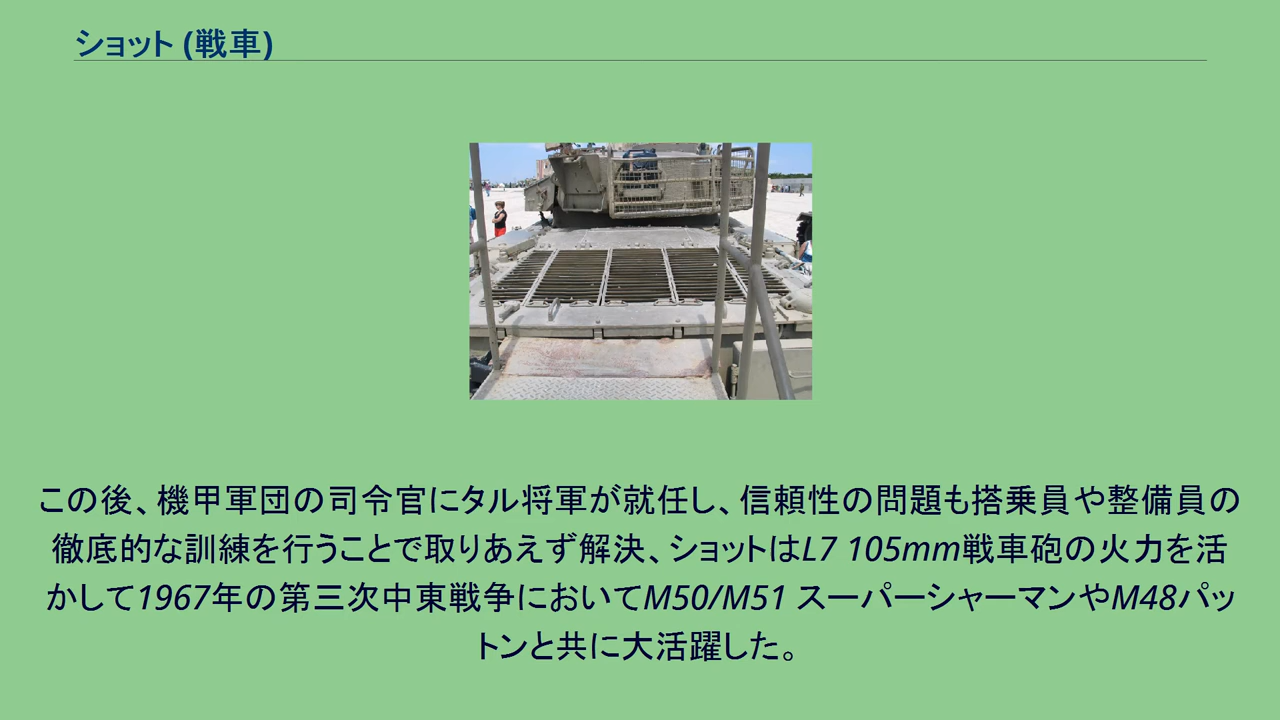 ショット (戦車)
この後、機甲軍団の司令官にタル将軍が就任し、信頼性の問題も搭乗員や整備員の
徹底的な訓練を行うことで取りあえず解決、ショットはL7 105mm戦車砲の火力を活
かして1967年の第三次中東戦争においてM50/M51 スーパーシャーマンやM48パッ
トンと共に大活躍した。